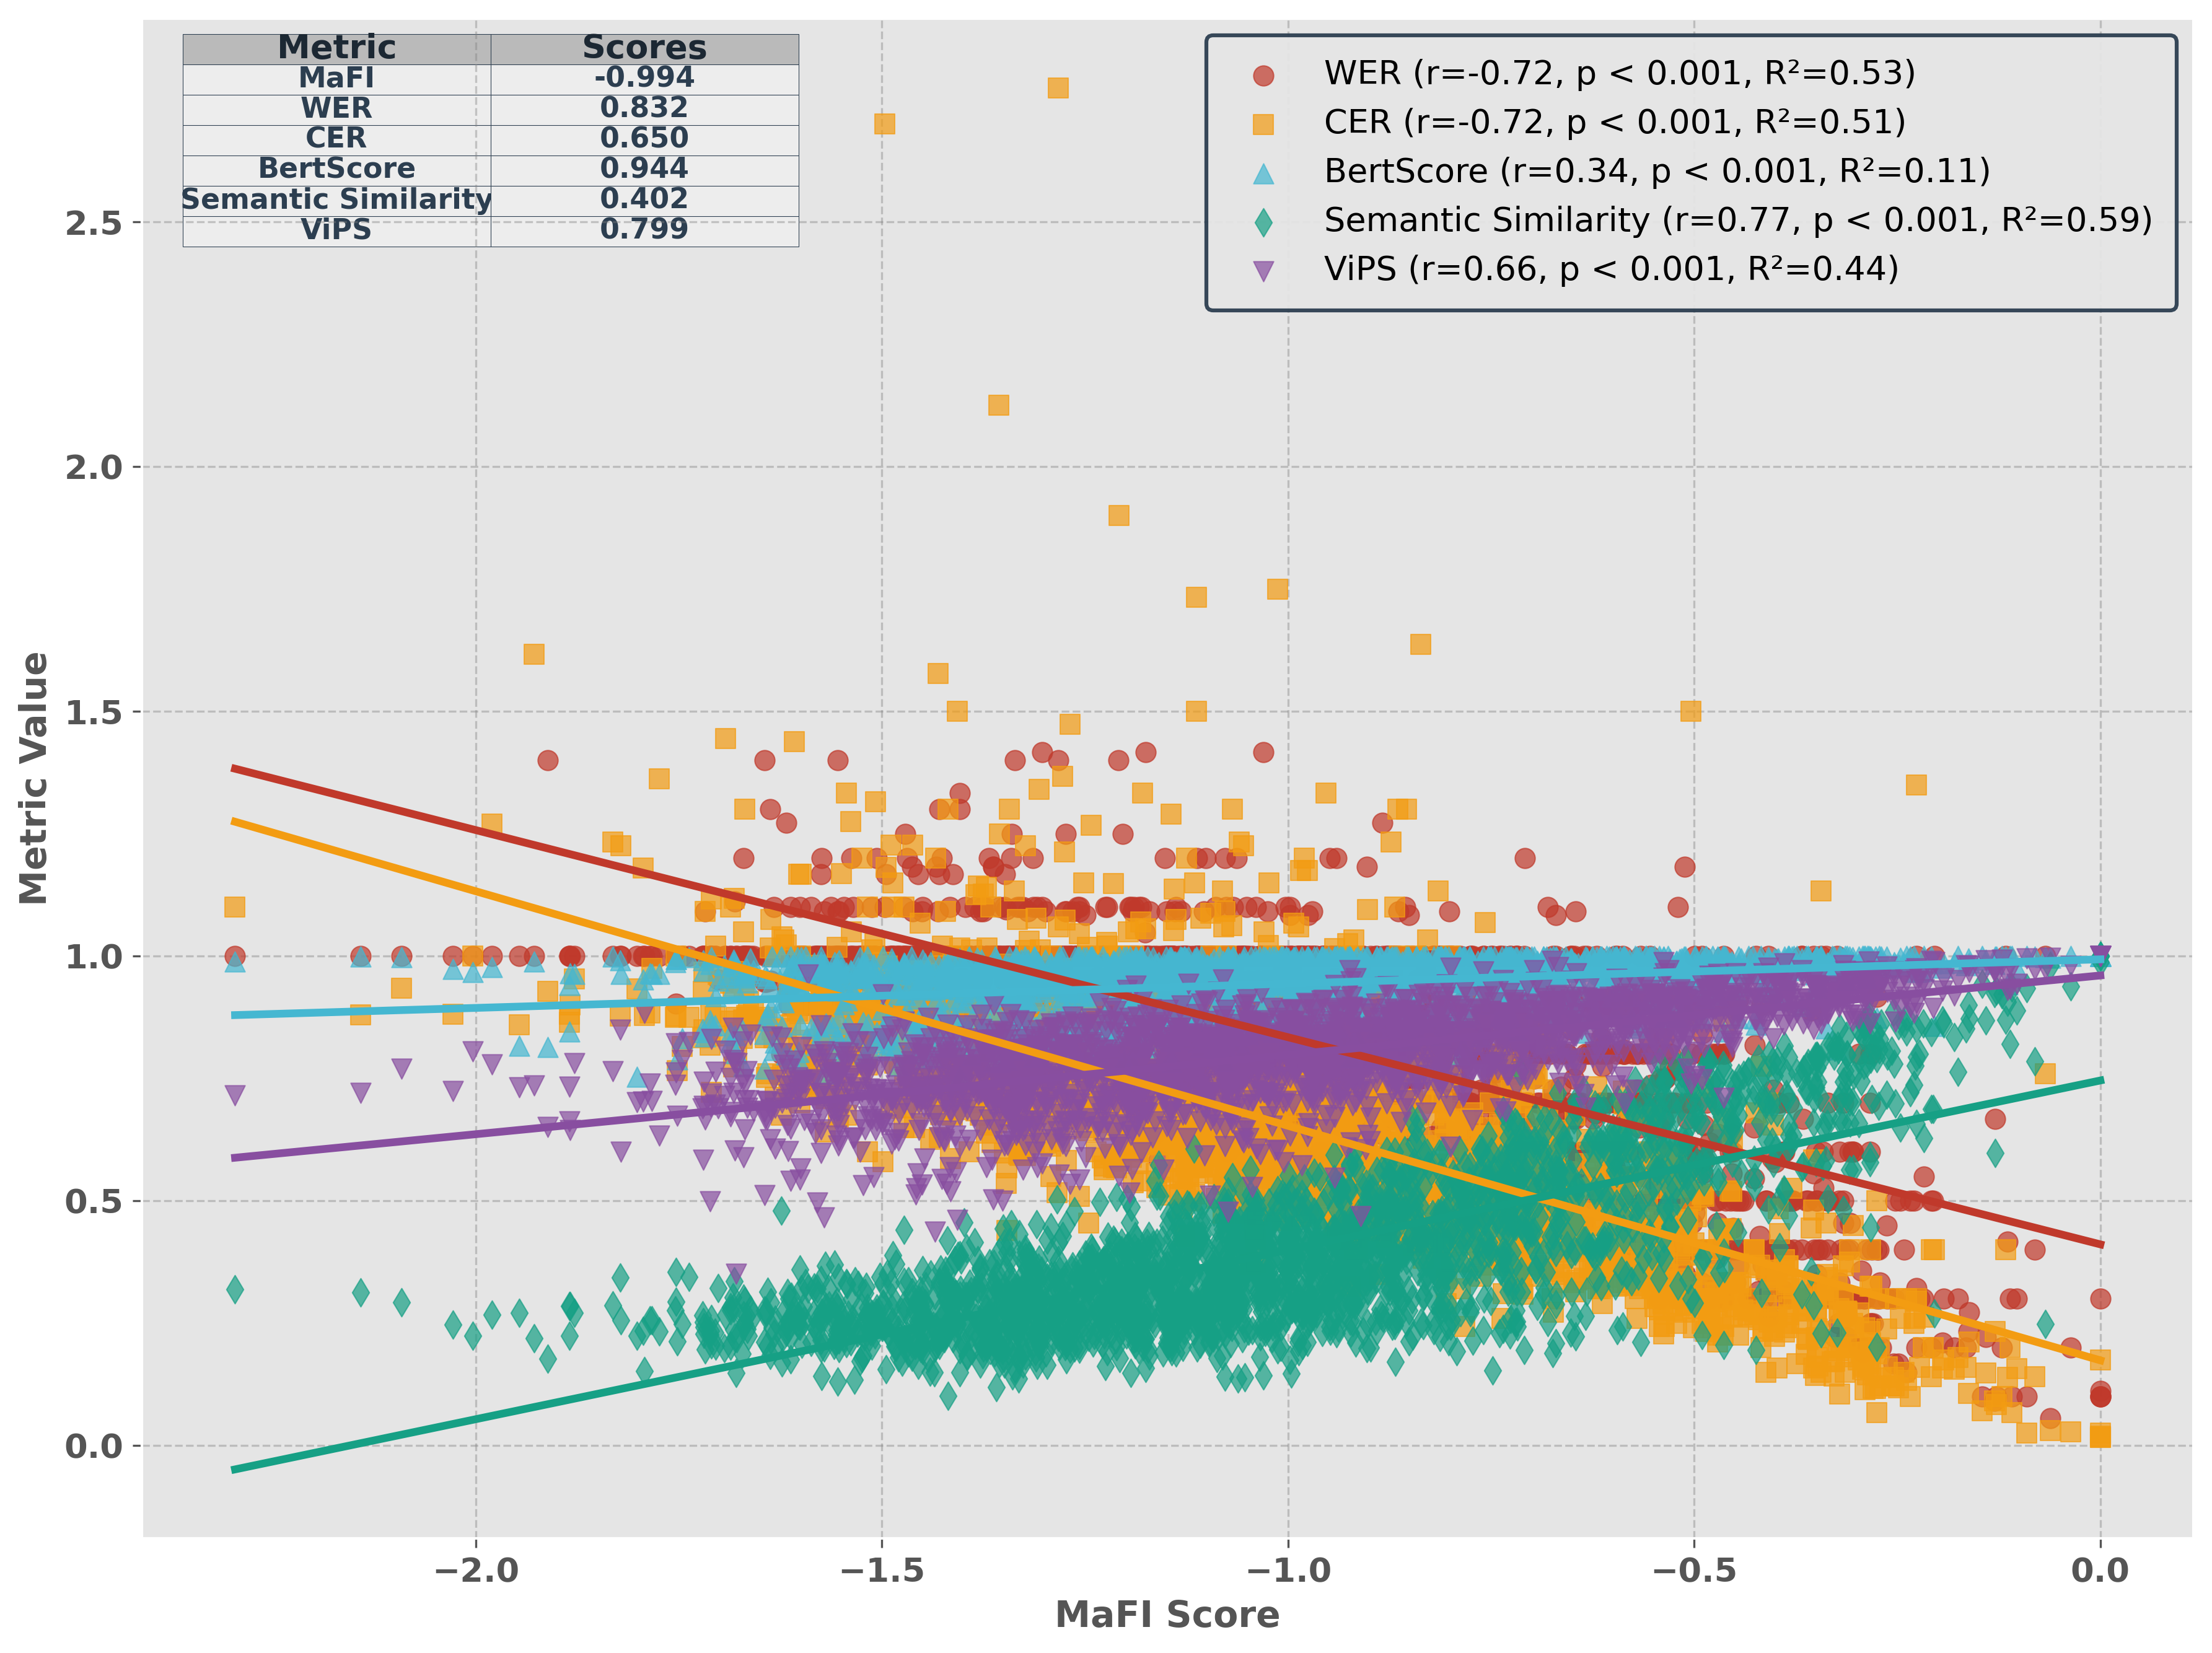 Metric Scores
MaFI -0.994
WER 0.832
CER 0.650
BertScore 0.944
Semantic Similarity 0.402
ViPS 0.799
WER (r=-0.72, p < 0.001, R²=0.53)
CER (r=-0.72, p < 0.001, R²=0.51)
BertScore (r=0.34, p < 0.001, R²=0.11)
Semantic Similarity (r=0.77, p < 0.001, R²=0.59)
ViPS (r=0.66, p < 0.001, R²=0.44)
Metric Value
2.5
2.0
1.5
1.0
0.5
0.0
−2.0 −1.5 −1.0 −0.5 0.0
MaFI Score